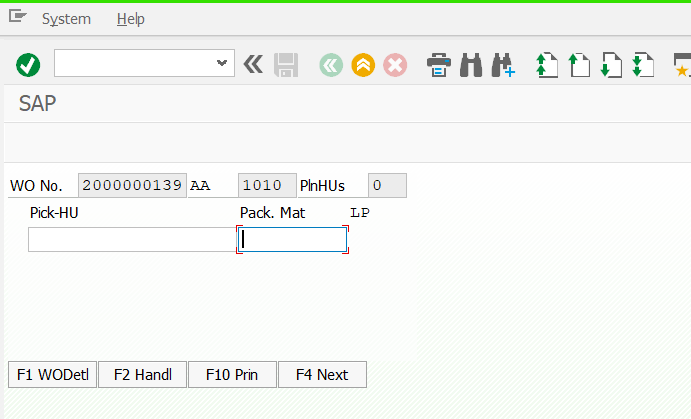 System Help
SAP
WO No. 2000000139 AA 1010 PlnHUs 0
Pick-HU Pack. Mat LP
F1 WODetl F2 Handl F10 Prin F4 Next